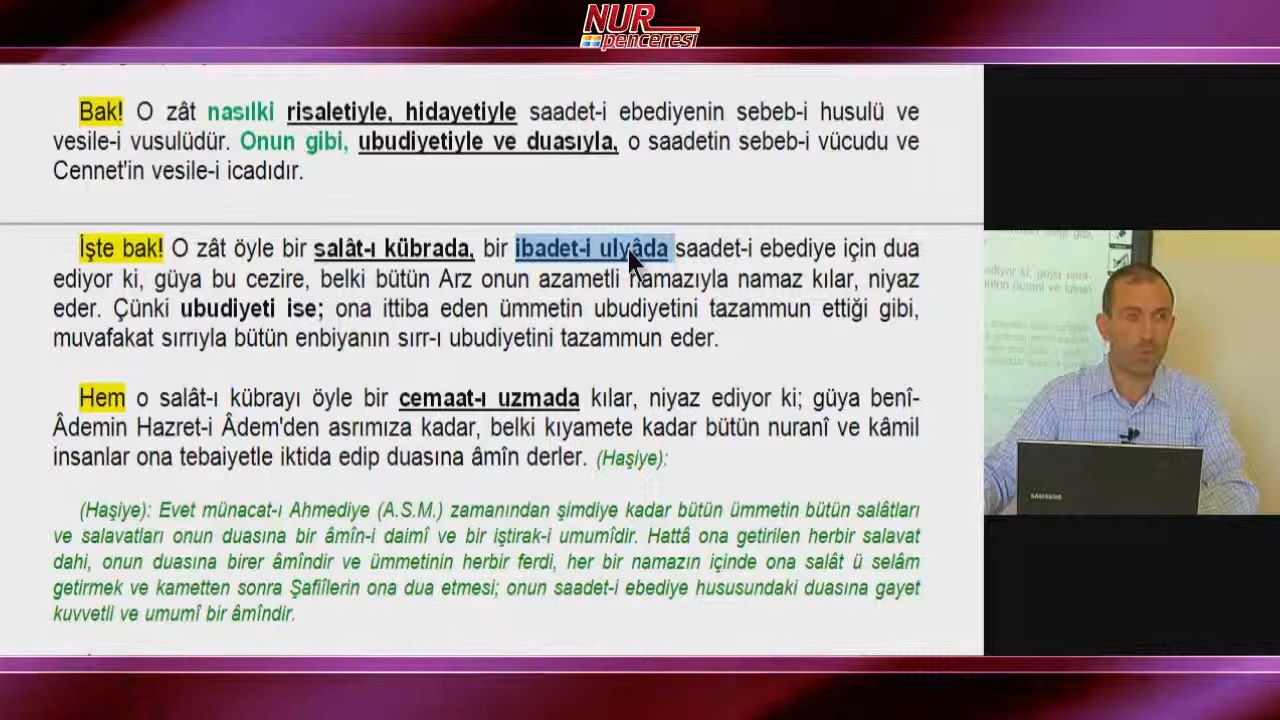 NUR
penceresi
Bak! O zât nasılki risaletiyle, hidayetiyle saadet-i ebediyenin sebeb-i husulü ve
vesile-i vusulüdür. Onun gibi, ubudiyetiyle ve duasıyla, o saadetin sebeb-i vücudu ve
Cennet'in vesile-i icadıdır.
İşte bak! O zât öyle bir salât-ı kübrada, bir ibadet-i ulvâda saadet-i ebediye için dua
ediyor ki, güya bu cezire, belki bütün Arz onun azametli namazıyla namaz kılar, niyaz
eder. Çünki ubudiyeti ise; ona ittiba eden ümmetin ubudiyetini tazammun ettiği gibi,
muvafakat sırrıyla bütün enbiyanın sırr-ı ubudiyetini tazammun eder.
Hem o salât-ı kübrayı öyle bir cemaat-ı uzmada kılar, niyaz ediyor ki; güya benî-
Âdemin Hazret-i Âdem'den asrımıza kadar, belki kıyamete kadar bütün nuranî ve kâmil
insanlar ona tebaiyetle iktida edip duasına âmîn derler. (Haşiye):
(Haşiye): Evet münacat-ı Ahmediye (A.S.M.) zamanından şimdiye kadar bütün ümmetin bütün salâtları
ve salavatları onun duasına bir âmîn-i daimî ve bir iştirak-i umumîdir. Hattâ ona getirilen herbir salavat
dahi, onun duasına birer âmîndir ve ümmetinin herbir ferdi, her bir namazın içinde ona salât ü selâm
getirmek ve kametten sonra Şafiîlerin ona dua etmesi; onun saadet-i ebediye hususundaki duasına gayet
kuvvetli ve umumî bir âmîndir.
SAMSUNG